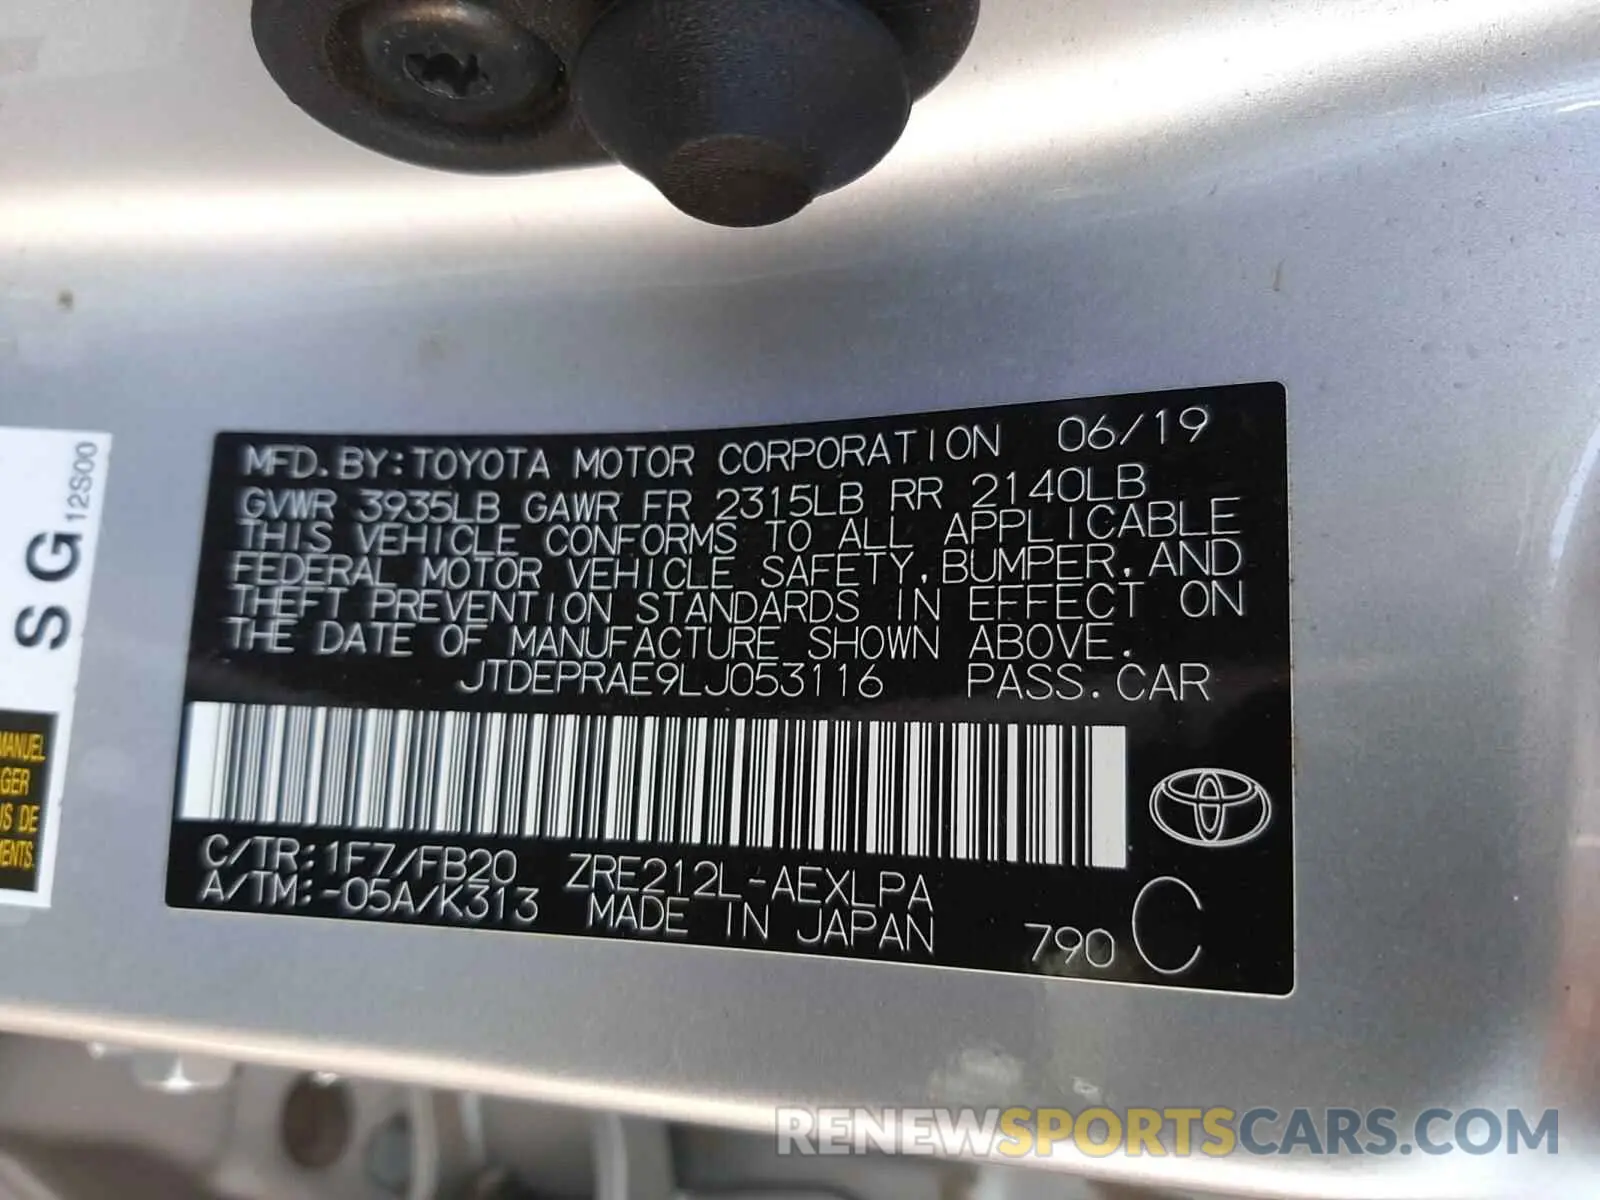 MFD.BY:TOYOTA MOTOR CORPORATION 06/19
GVWR 3935LB GAWR FR 2315LB RR 2140LB
THIS VEHICLE CONFORMS TO ALL APPLICABLE
FEDERAL MOTOR VEHICLE SAFETY,BUMPER,AND
THEFT PREVENTION STANDARDS IN EFFECT ON
THE DATE OF MANUFACTURE SHOWN ABOVE.
JTDEPRAE9LJ053116 PASS.CAR
C/TR:1F7/FB20 ZRE212L-AEXLPA
A/TM:-05A/K313 MADE IN JAPAN 790 C
SG 12S00
MANUEL
GER
IS DE
MENTS.
RENEWSPORTSCARS.COM